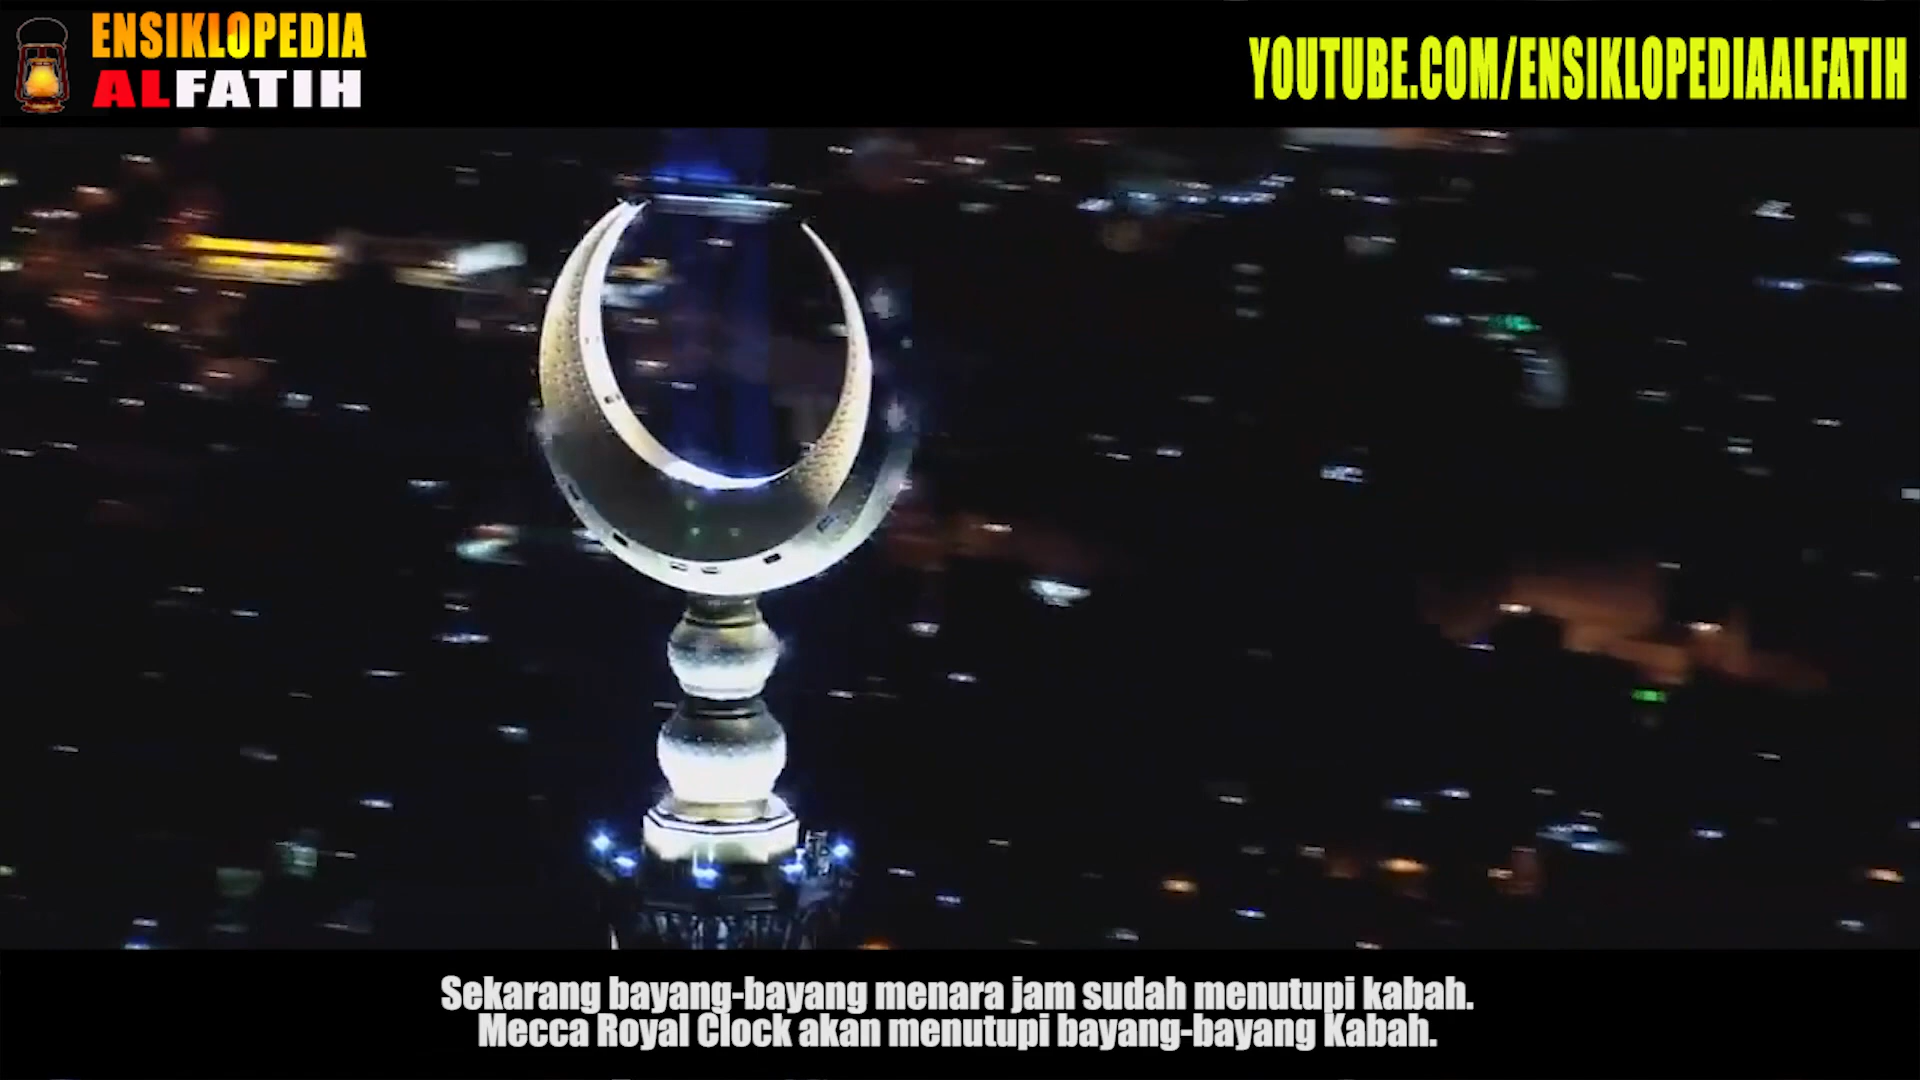 ENSIKLOPEDIA
ALFATIH
YOUTUBE.COM/ENSIKLOPEDIAALFATIH
Sekarang bayang-bayang menara jam sudah menutupi kabah.
Mecca Royal Clock akan menutupi bayang-bayang Kabah.